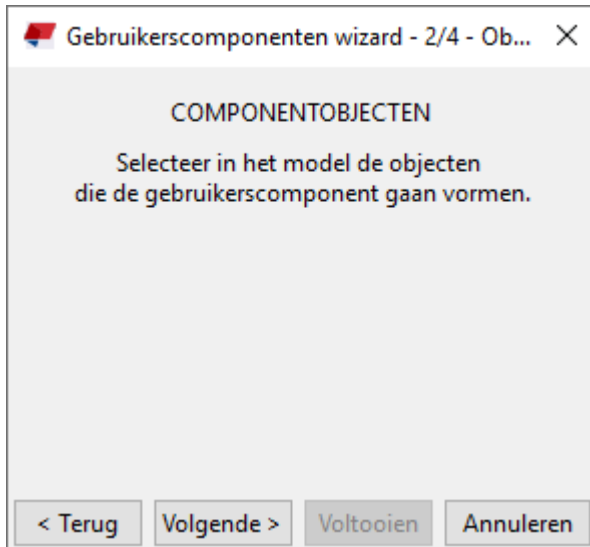 Gebruikerscomponenten wizard - 2/4 - Ob...
COMPONENTOBJECTEN
Selecteer in het model de objecten
die de gebruikerscomponent gaan vormen.
< Terug Volgende > Voltooien Annuleren